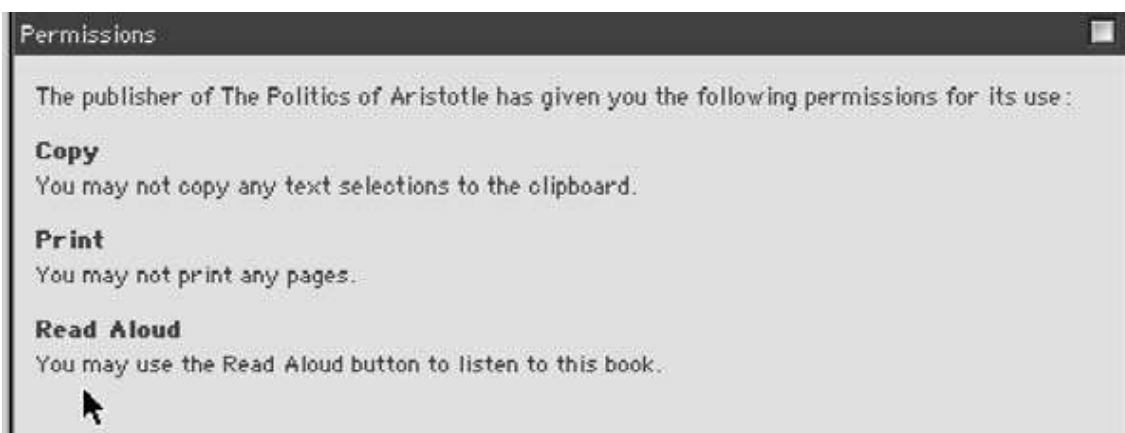 Permissions
The publisher of The Politics of Aristotle has given you the following permissions for its use:
Copy
You may not copy any text selections to the clipboard.
Print
You may not print any pages.
Read Aloud
You may use the Read Aloud button to listen to this book.